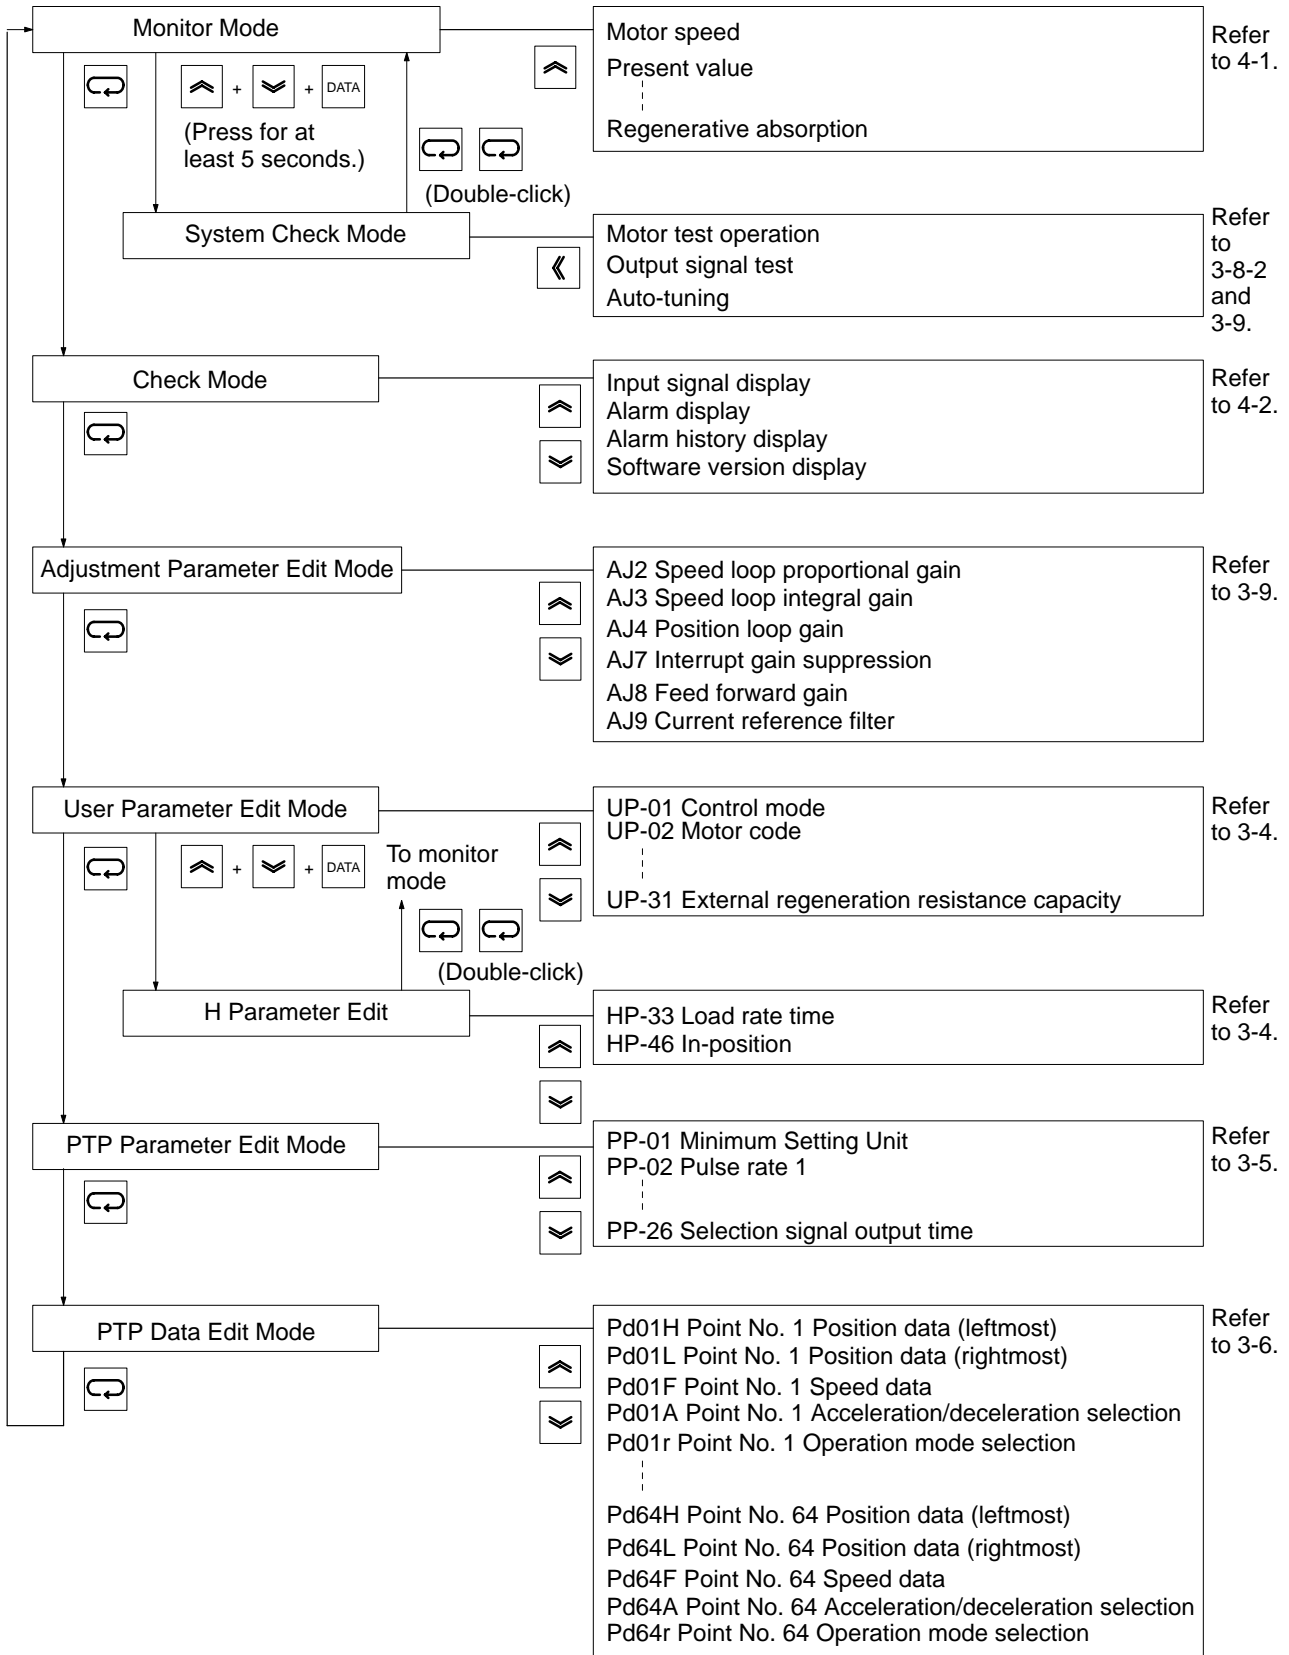 Monitor Mode
Motor speed
Present value
Regenerative absorption
Refer
to 4-1.
+ + DATA
(Press for at
least 5 seconds.)
(Double-click)
System Check Mode
Motor test operation
Output signal test
Auto-tuning
Refer
to
3-8-2
and
3-9.
Check Mode
Input signal display
Alarm display
Alarm history display
Software version display
Refer
to 4-2.
Adjustment Parameter Edit Mode
AJ2 Speed loop proportional gain
AJ3 Speed loop integral gain
AJ4 Position loop gain
AJ7 Interrupt gain suppression
AJ8 Feed forward gain
AJ9 Current reference filter
Refer
to 3-9.
User Parameter Edit Mode
UP-01 Control mode
UP-02 Motor code
UP-31 External regeneration resistance capacity
Refer
to 3-4.
+ + DATA
To monitor
mode
(Double-click)
H Parameter Edit
HP-33 Load rate time
HP-46 In-position
Refer
to 3-4.
PTP Parameter Edit Mode
PP-01 Minimum Setting Unit
PP-02 Pulse rate 1
PP-26 Selection signal output time
Refer
to 3-5.
PTP Data Edit Mode
Pd01H Point No. 1 Position data (leftmost)
Pd01L Point No. 1 Position data (rightmost)
Pd01F Point No. 1 Speed data
Pd01A Point No. 1 Acceleration/deceleration selection
Pd01r Point No. 1 Operation mode selection
Pd64H Point No. 64 Position data (leftmost)
Pd64L Point No. 64 Position data (rightmost)
Pd64F Point No. 64 Speed data
Pd64A Point No. 64 Acceleration/deceleration selection
Pd64r Point No. 64 Operation mode selection
Refer
to 3-6.